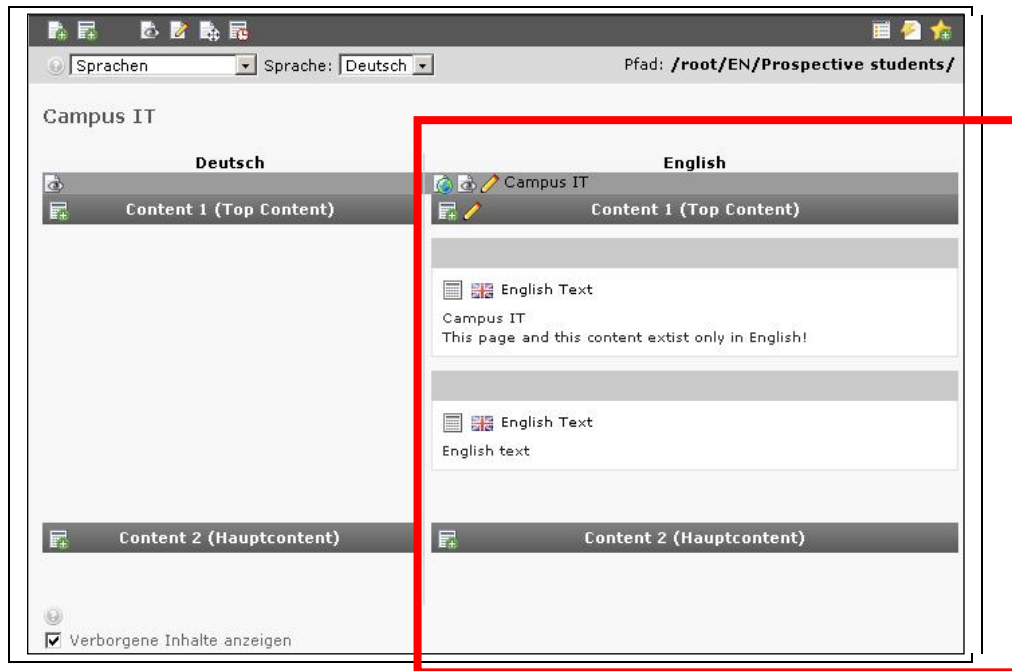 Sprachen Sprache: Deutsch Pfad: /root/EN/Prospective students/
Campus IT
Deutsch English
Campus IT
Content 1 (Top Content) Content 1 (Top Content)
English Text
Campus IT
This page and this content extist only in English!
English Text
English text
Content 2 (Hauptcontent) Content 2 (Hauptcontent)
Verborgene Inhalte anzeigen